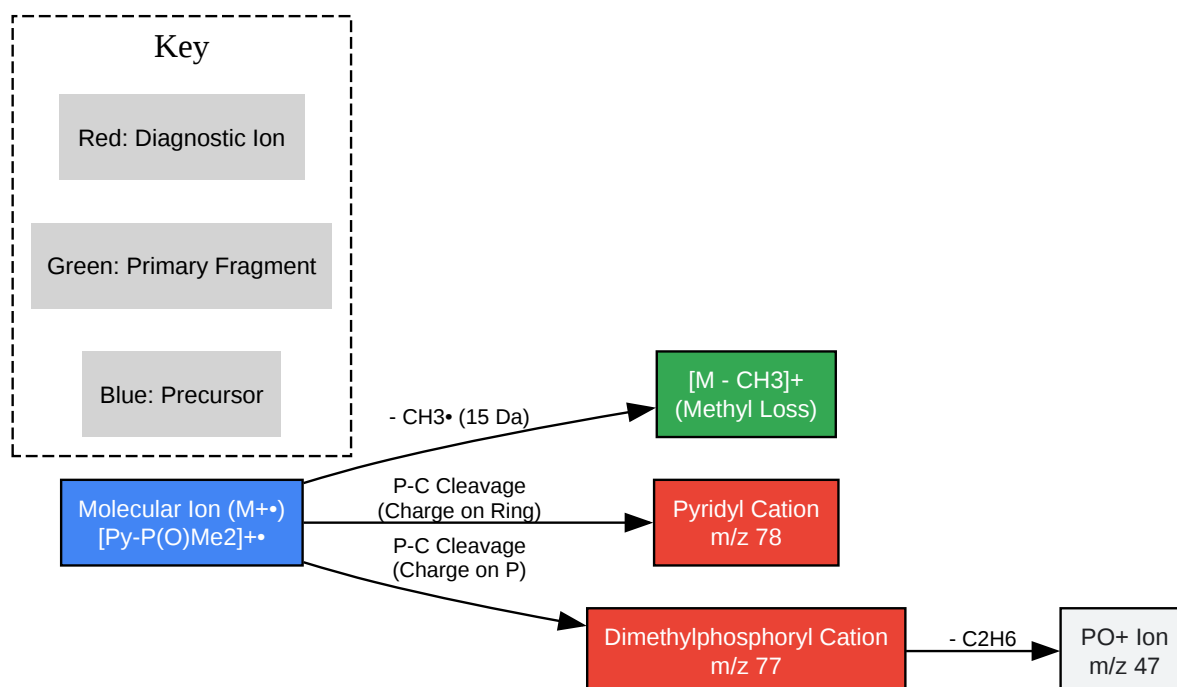 Key
Red: Diagnostic Ion
Green: Primary Fragment
Blue: Precursor
- CH3• (15 Da)
[M - CH3]+
(Methyl Loss)
Molecular Ion (M+•)
[Py-P(O)Me2]+•
P-C Cleavage
(Charge on Ring)
Pyridyl Cation
m/z 78
P-C Cleavage
(Charge on P)
Dimethylphosphoryl Cation
m/z 77
- C2H6
PO+ Ion
m/z 47